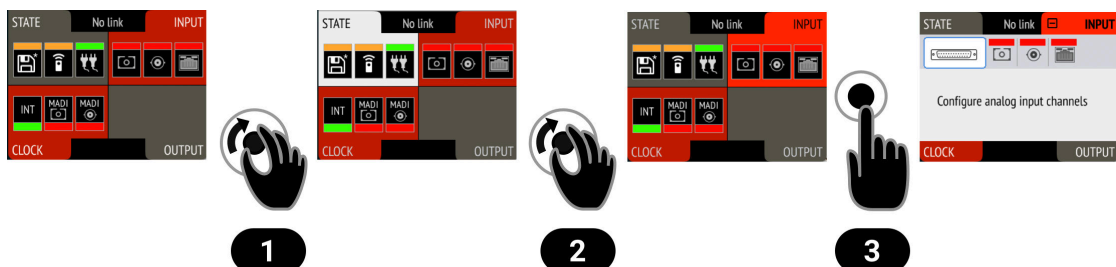 STATE No link INPUT
INT MADI MADI
CLOCK OUTPUT
STATE No link INPUT
INT MADI MADI
CLOCK OUTPUT
STATE No link INPUT
INT MADI MADI
CLOCK OUTPUT
STATE No link INPUT
Configure analog input channels
CLOCK OUTPUT
1
2
3